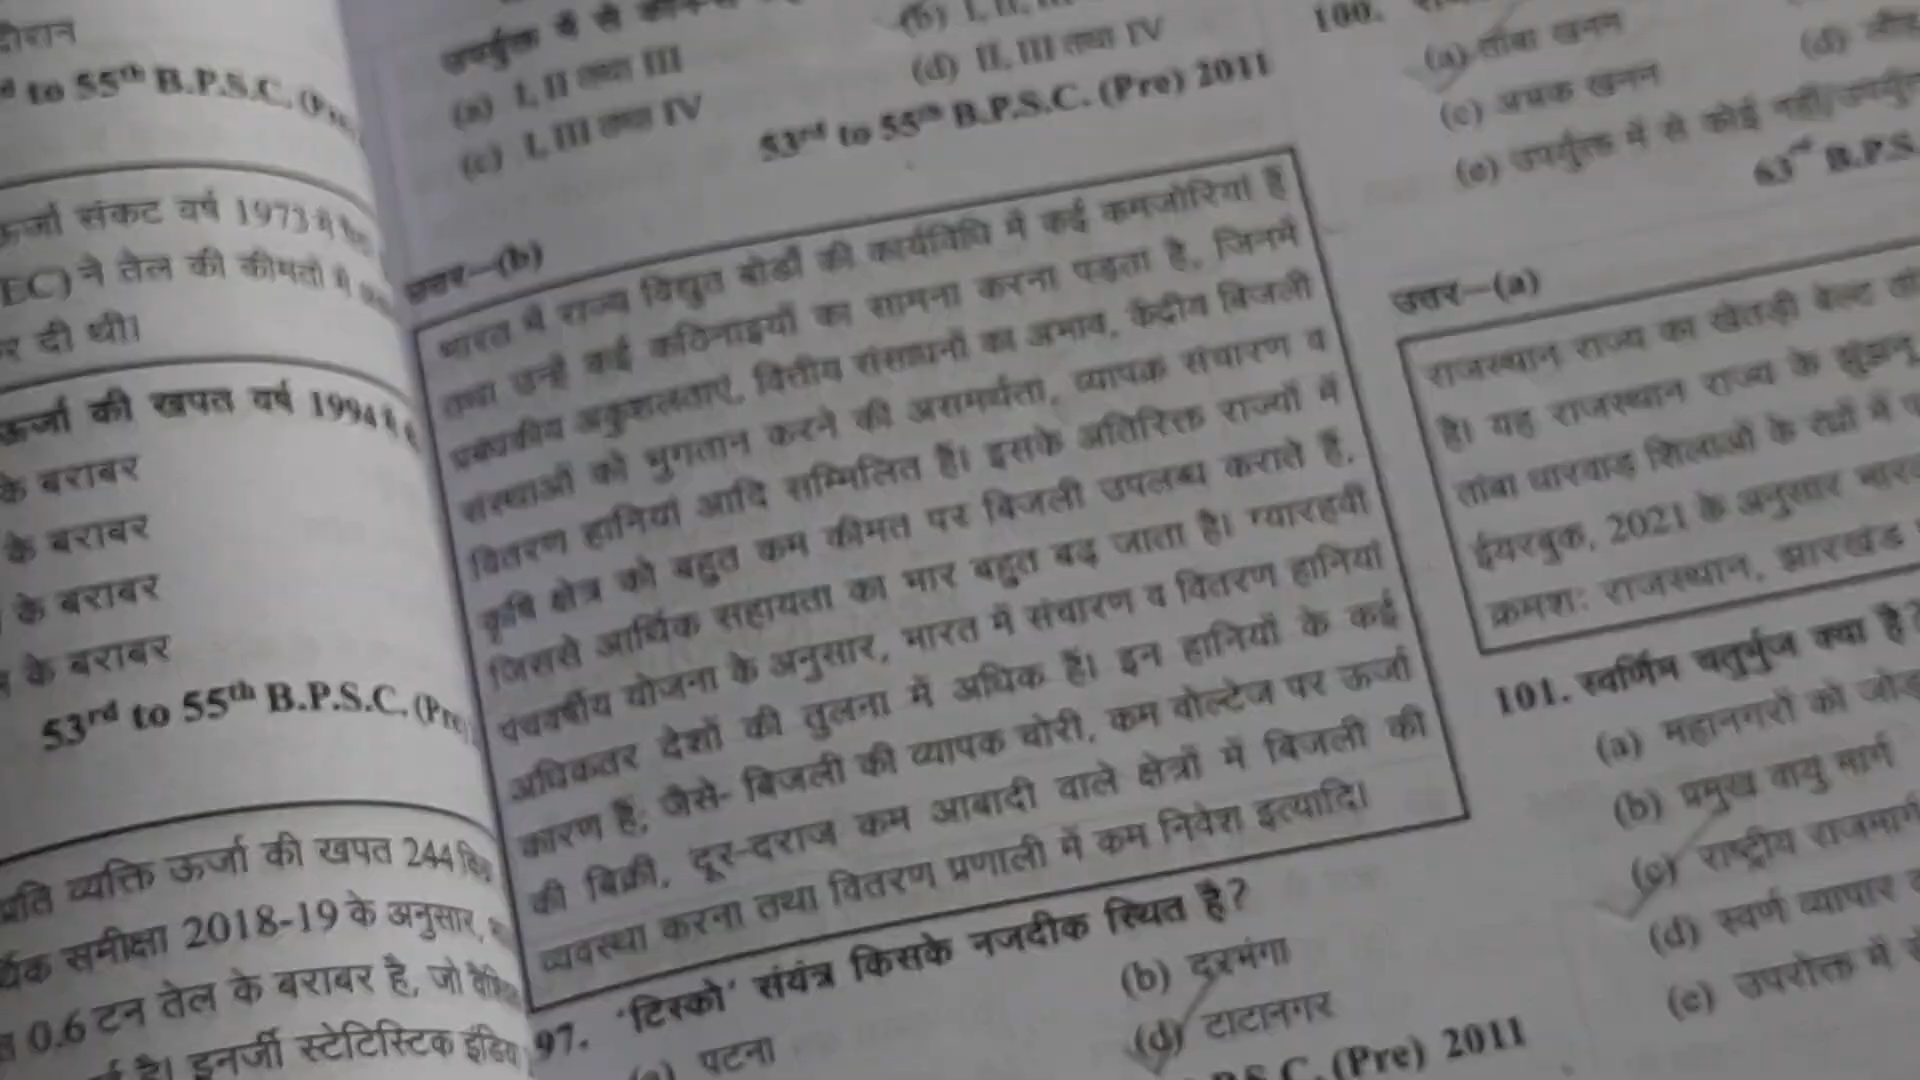 दौरान
to 55th B.P.S.C. (Pre
ऊर्जा संकट वर्ष 1973 में
EC) ने तेल की कीमतों में
दी थी।
ऊर्जा की खपत वर्ष 1994 में
के बराबर
के बराबर
के बराबर
के बराबर
53rd to 55th B.P.S.C. (Pre)
प्रति व्यक्ति ऊर्जा की खपत 244
समीक्षा 2018-19 के अनुसार,
0.6 टन तेल के बराबर है, जो
है। इनर्जी स्टेटिस्टिक इंडिया
उपर्युक्त में से
(a) I, II तथा III
(d) II, III तथा IV
(c) I, III तथा IV
53rd to 55th B.P.S.C. (Pre) 2011
उत्तर—(b)
भारत में राज्य विद्युत बोर्डों की कार्यविधि में कई कमजोरियां हैं
तथा उन्हें कई कठिनाइयों का सामना करना पड़ता है, जिनमें
प्रबंधकीय अकुशलताएं, वित्तीय संसाधनों का अभाव, केंद्रीय बिजली
संस्थाओं को भुगतान करने की असमर्थता, व्यापक संचारण व
वितरण हानियां आदि सम्मिलित हैं। इसके अतिरिक्त राज्यों में
कृषि क्षेत्र को बहुत कम कीमत पर बिजली उपलब्ध कराते हैं,
जिससे आर्थिक सहायता का भार बहुत बढ़ जाता है। ग्यारहवीं
पंचवर्षीय योजना के अनुसार, भारत में संचारण व वितरण हानियां
अधिकतर देशों की तुलना में अधिक हैं। इन हानियों के कई
कारण हैं; जैसे- बिजली की व्यापक चोरी, कम वोल्टेज पर ऊर्जा
की बिक्री, दूर-दराज कम आबादी वाले क्षेत्रों में बिजली की
व्यवस्था करना तथा वितरण प्रणाली में कम निवेश इत्यादि।
97. 'टिस्को' संयंत्र किसके नजदीक स्थित है?
(b) दरभंगा
(a) पटना
(d) टाटानगर
(Pre) 2011
100.
(a) तांबा खनन
(c) अभ्रक खनन
(e) उपर्युक्त में से कोई नहीं/उपर्युक्त
63rd B.P.S.
उत्तर—(a)
राजस्थान राज्य का खेतड़ी बेल्ट
है। यह राजस्थान राज्य के झुंझुनू
तांबा धारवाड़ शिलाओं के
ईयरबुक, 2021 के अनुसार
क्रमशः राजस्थान, झारखंड
101. स्वर्णिम चतुर्भुज क्या है?
(a) महानगरों को
(b) प्रमुख वायु मार्ग
(c) राष्ट्रीय राजमार्ग
(d) स्वर्ण व्यापार
(e) उपरोक्त में से